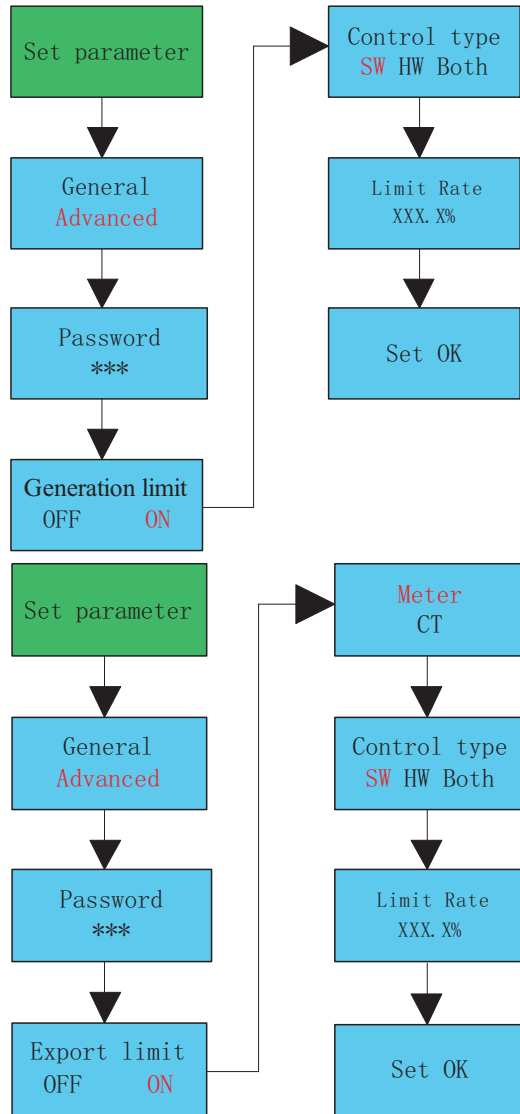 Set parameter
General
Advanced
Password
***
Generation limit
OFF ON
Control type
SW HW Both
Limit Rate
XXX.X%
Set OK
Set parameter
General
Advanced
Password
***
Export limit
OFF ON
Meter
CT
Control type
SW HW Both
Limit Rate
XXX.X%
Set OK